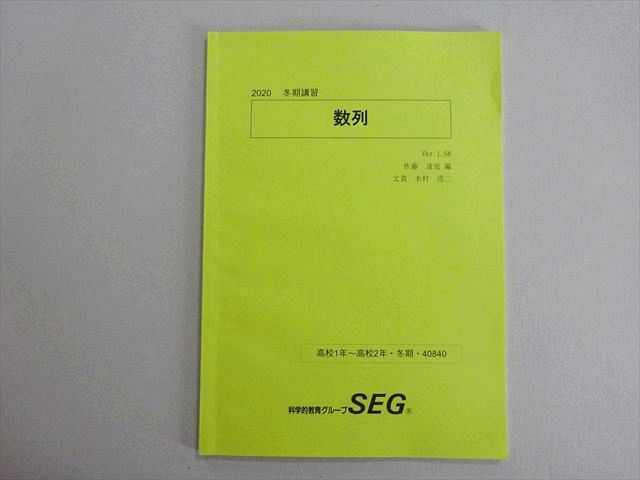 2020 冬期講習
数列
Ver.1.68
佐藤 達也 編
文責 木村 浩二
高校1年～高校2年・冬期・40840
科学的教育グループSEG®